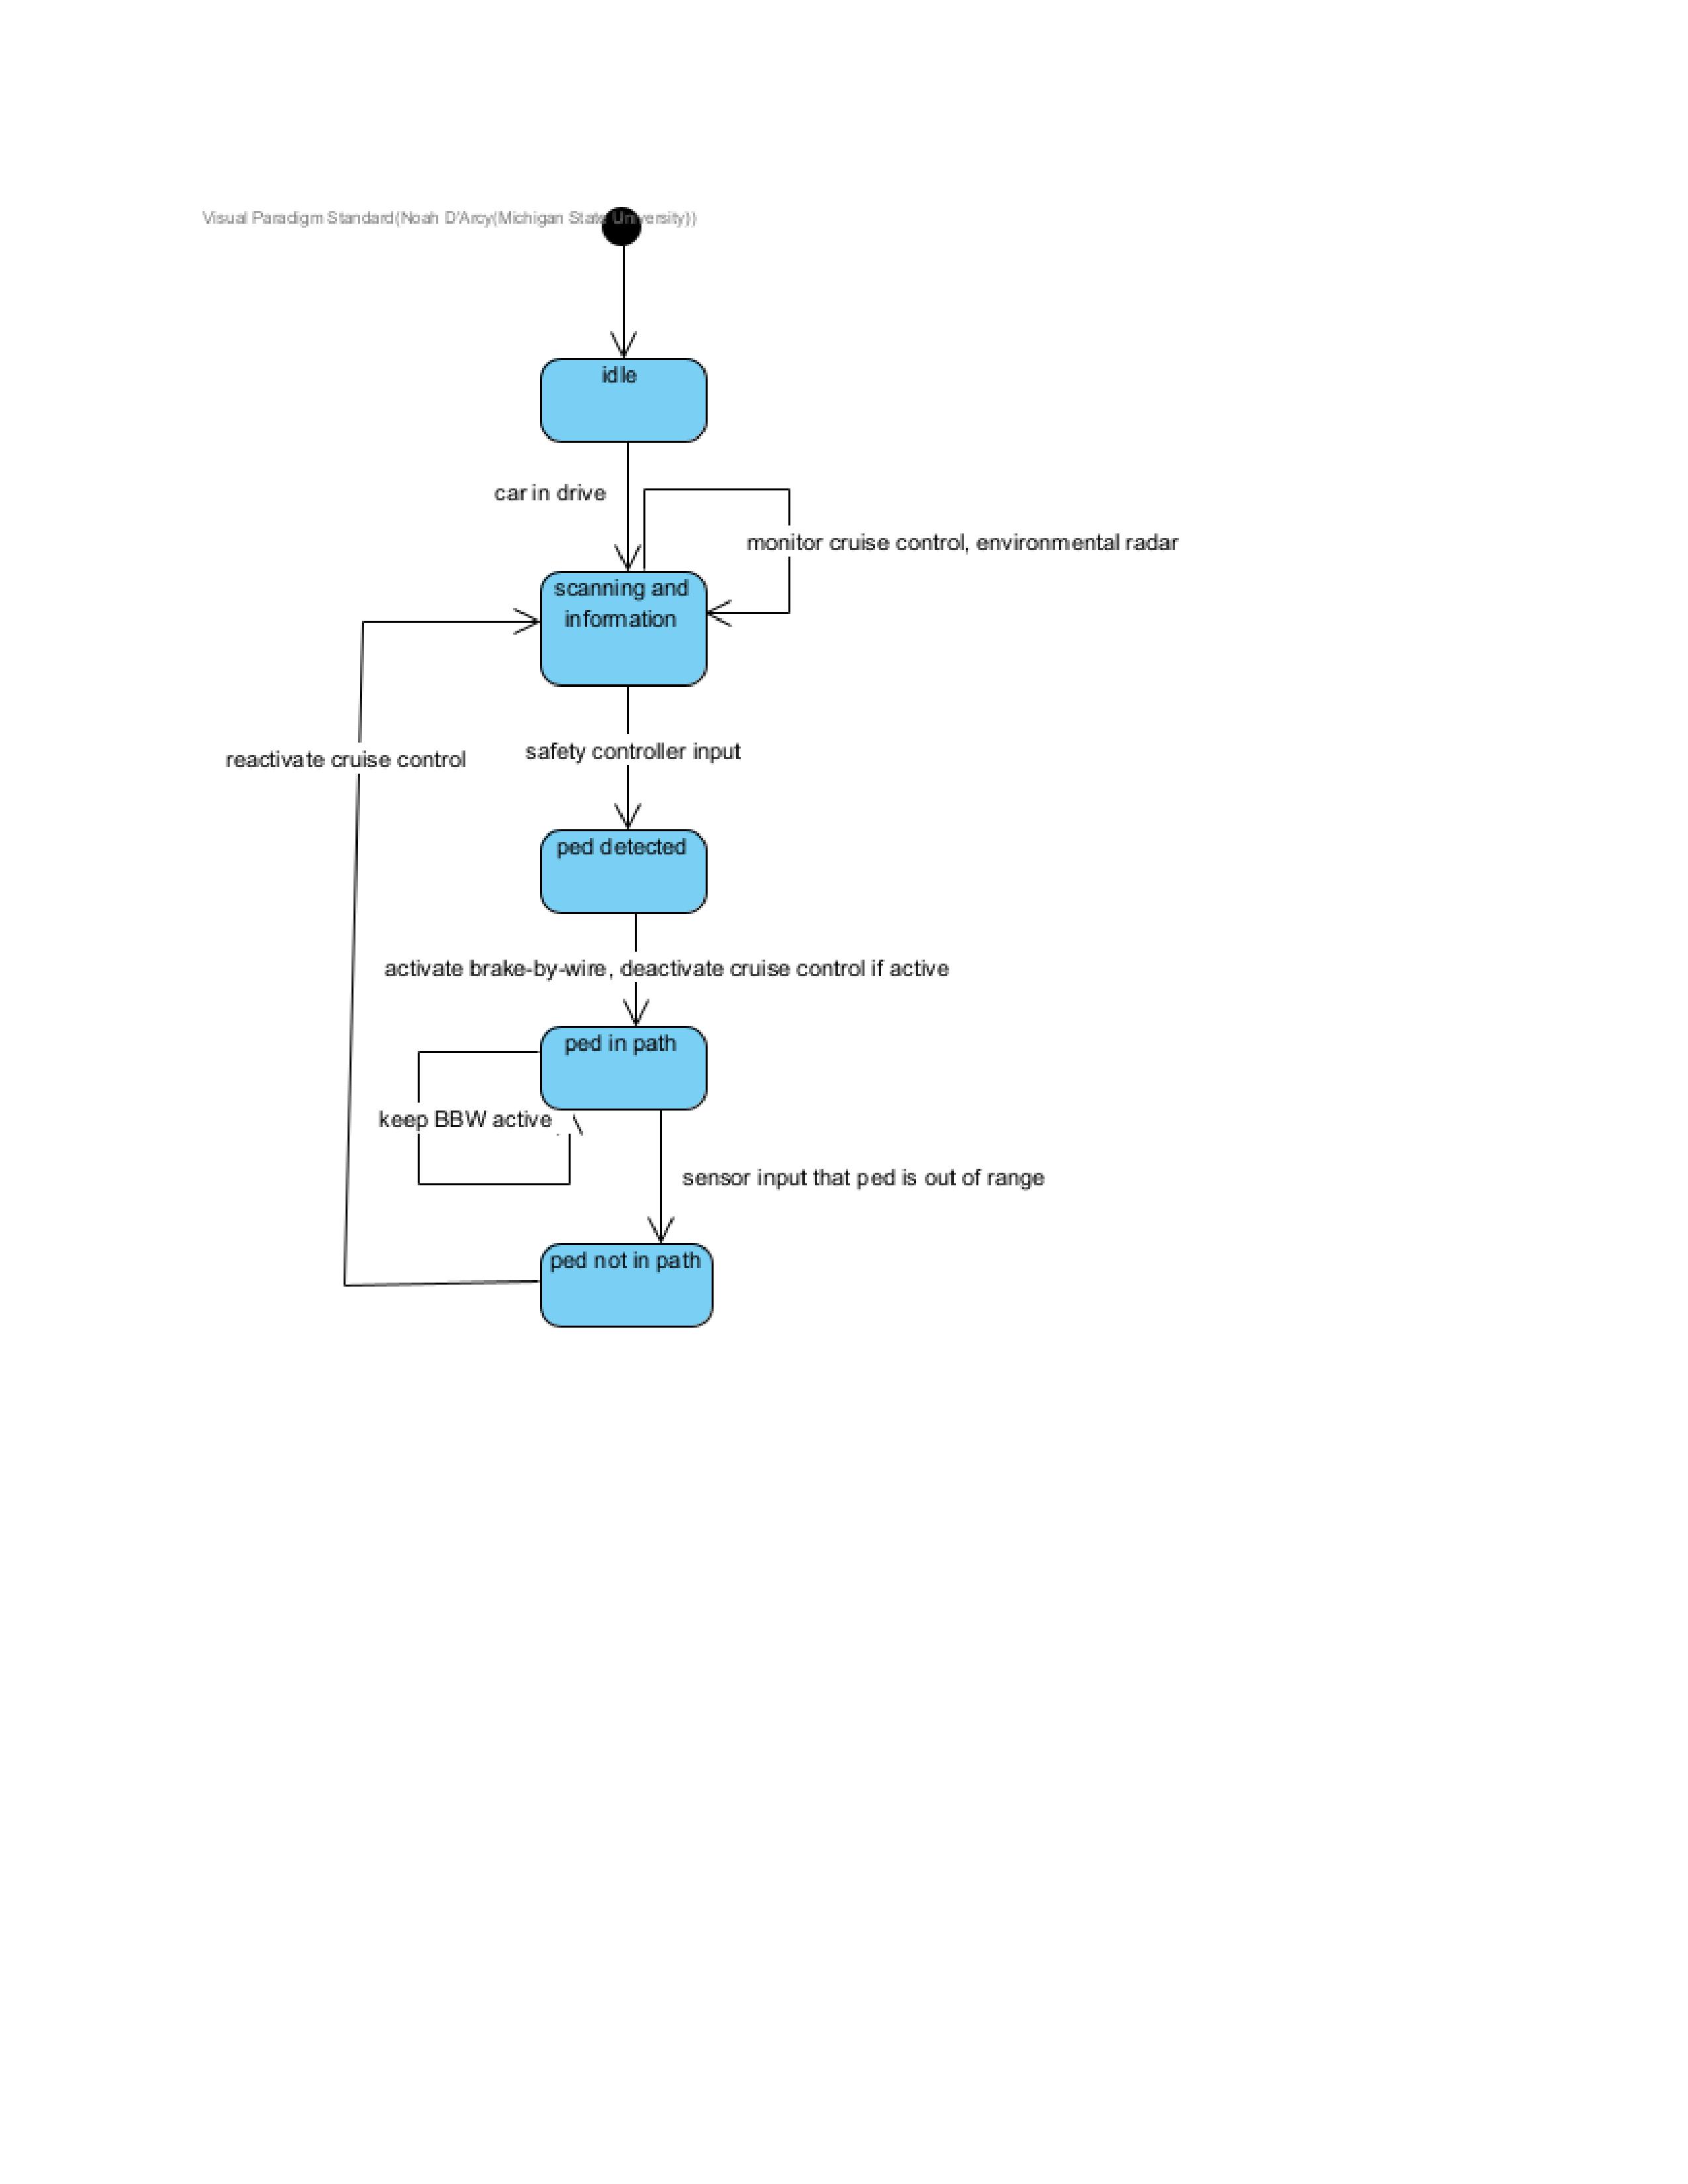 Visual Paradigm Standard(Noah D'Arcy(Michigan State University))
idle
car in drive
monitor cruise control, environmental radar
scanning and
information
reactivate cruise control
safety controller input
ped detected
activate brake-by-wire, deactivate cruise control if active
ped in path
keep BBW active
sensor input that ped is out of range
ped not in path